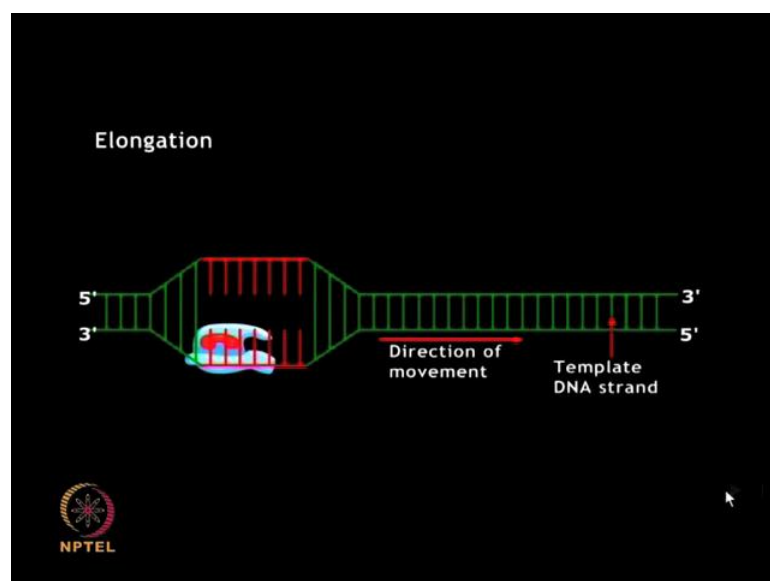 Elongation
5'
3'
3'
5'
Direction of
movement
Template
DNA strand
NPTEL